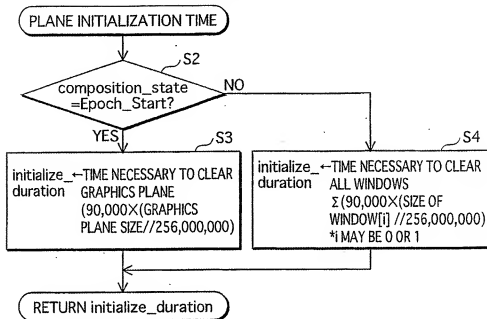 PLANE INITIALIZATION TIME
S2
composition_state
=Epoch_Start?
NO
YES
S3
initialize_←TIME NECESSARY TO CLEAR
duration GRAPHICS PLANE
(90,000×(GRAPHICS
PLANE SIZE//256,000,000)
S4
initialize_←TIME NECESSARY TO CLEAR
duration ALL WINDOWS
Σ(90,000×(SIZE OF
WINDOW[i] //256,000,000)
*i MAY BE 0 OR 1
RETURN initialize_duration